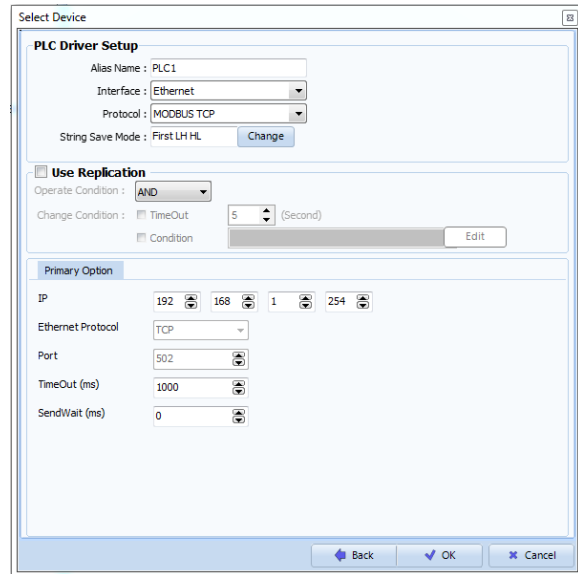 Select Device
PLC Driver Setup
Alias Name : PLC1
Interface : Ethernet
Protocol : MODBUS TCP
String Save Mode : First LH HL Change
Use Replication
Operate Condition : AND
Change Condition : TimeOut 5 (Second)
Condition Edit
Primary Option
IP 192 168 1 254
Ethernet Protocol TCP
Port 502
TimeOut (ms) 1000
SendWait (ms) 0
Back OK Cancel